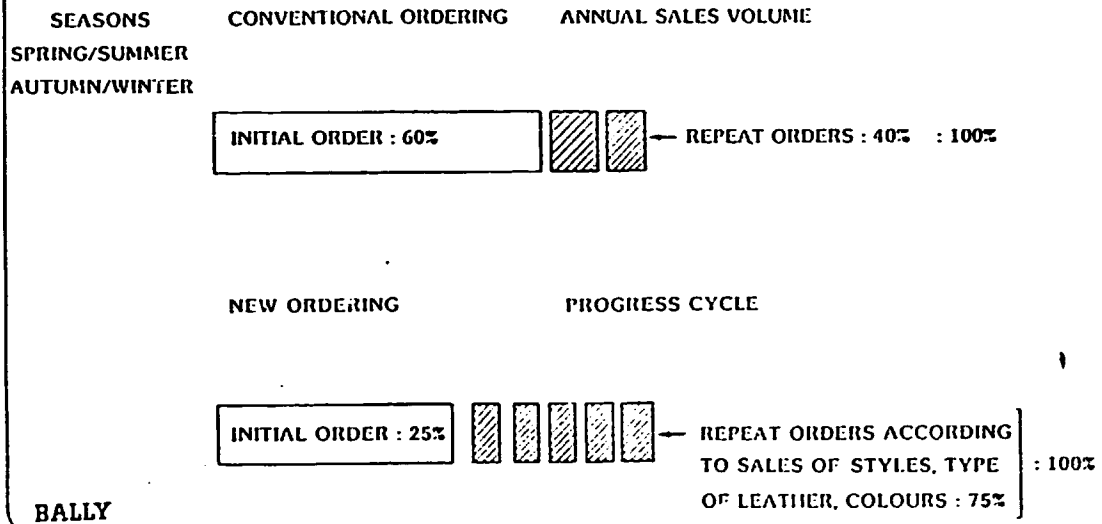 SEASONS CONVENTIONAL ORDERING ANNUAL SALES VOLUME
SPRING/SUMMER
AUTUMN/WINTER
INITIAL ORDER : 60% REPEAT ORDERS : 40% : 100%
NEW ORDERING PROGRESS CYCLE
INITIAL ORDER : 25% REPEAT ORDERS ACCORDING
TO SALES OF STYLES, TYPE : 100%
OF LEATHER, COLOURS : 75%
BALLY